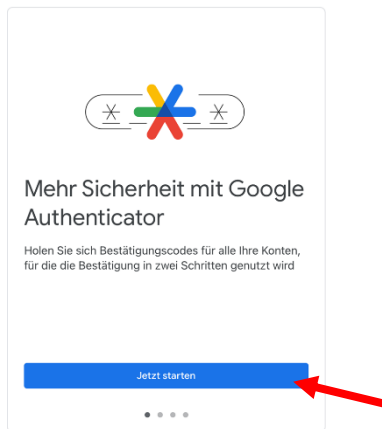 Mehr Sicherheit mit Google
Authenticator
Holen Sie sich Bestätigungscodes für alle Ihre Konten,
für die die Bestätigung in zwei Schritten genutzt wird
Jetzt starten